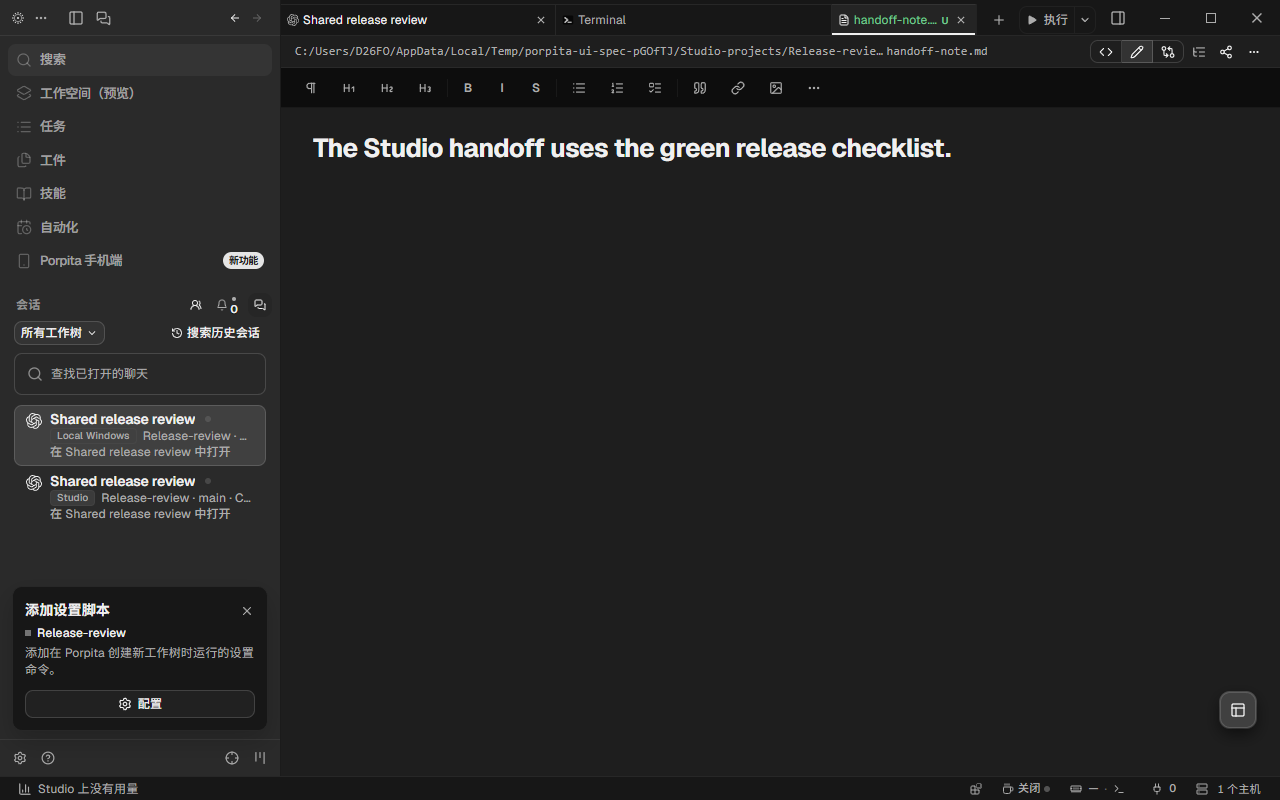 Shared release review
Terminal
handoff-note.... U
执行
C:/Users/D26FO/AppData/Local/Temp/porpita-ui-spec-pGOfTJ/Studio-projects/Release-revie… handoff-note.md
H1 H2 H3 B I S
The Studio handoff uses the green release checklist.
搜索
工作空间（预览）
任务
工件
技能
自动化
Porpita 手机端
新功能
会话
0
所有工作树
搜索历史会话
查找已打开的聊天
Shared release review
Local Windows Release-review · …
在 Shared release review 中打开
Shared release review
Studio Release-review · main · C…
在 Shared release review 中打开
添加设置脚本
Release-review
添加在 Porpita 创建新工作树时运行的设置
命令。
配置
Studio 上没有用量
关闭
0
1 个主机